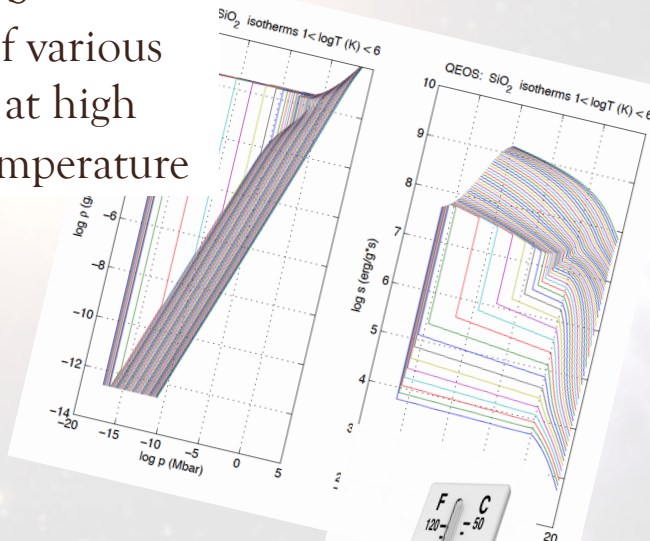 f various
at high
mperature
SiO2 isotherms 1< logT (K) < 6
log ρ (g
−6
−8
−10
−12
−14
−20
−15
−10
−5
0
5
log p (Mbar)
QEOS: SiO2 isotherms 1< logT (K) < 6
10
9
8
7
6
5
4
3
log s (erg/g*s)
20
F C
120 50